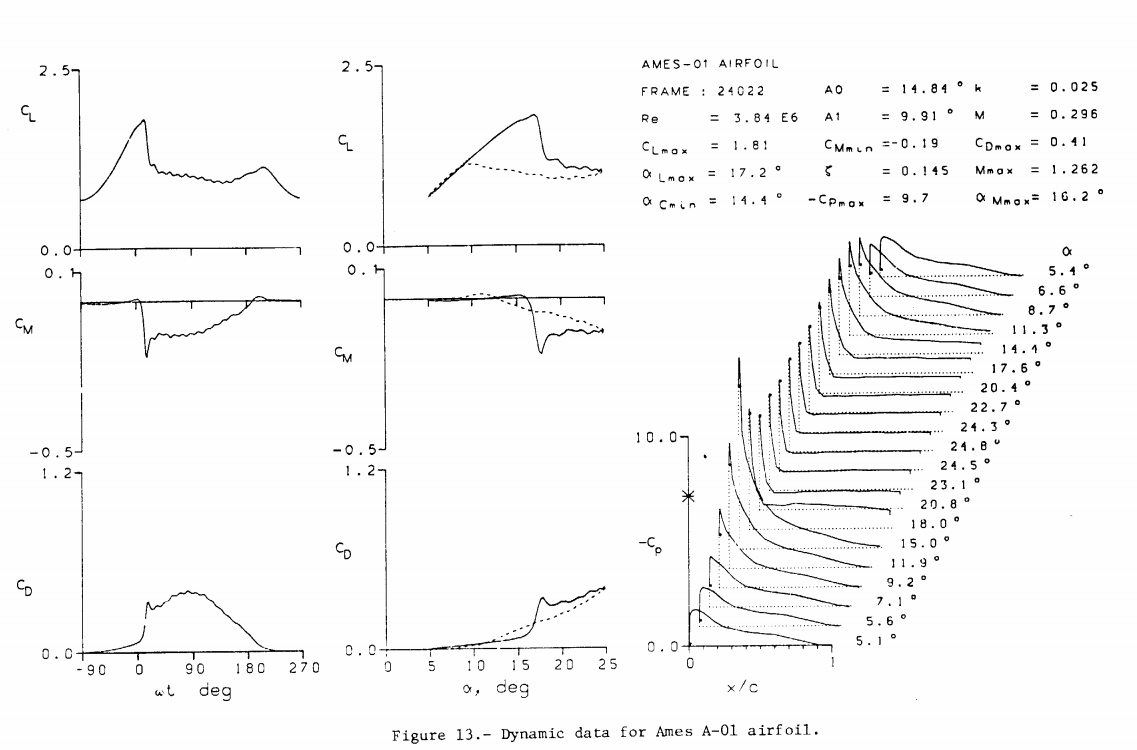 AMES-01 AIRFOIL
FRAME : 24022 A0 = 14.84 ° k = 0.025
Re = 3.84 E6 A1 = 9.91 ° M = 0.296
CLmax = 1.81 CMmin =-0.19 CDmax = 0.41
α Lmax = 17.2 ° ζ = 0.145 Mmax = 1.262
α Cmin = 14.4 ° -Cpmax = 9.7 α Mmax= 16.2 °
2.5
CL
0.0
0.1
CM
-0.5
1.2
CD
0.0
-90 0 90 180 270
ωt deg
2.5
CL
0.0
0.1
CM
-0.5
1.2
CD
0.0
0 5 10 15 20 25
α, deg
α
5.4 °
6.6 °
8.7 °
11.3 °
14.4 °
17.6 °
20.4 °
22.7 °
24.3 °
24.8 °
24.5 °
23.1 °
20.8 °
18.0 °
15.0 °
11.9 °
9.2 °
7.1 °
5.6 °
5.1 °
10.0
-Cp
0.0
0 1
x/c
Figure 13.- Dynamic data for Ames A-01 airfoil.